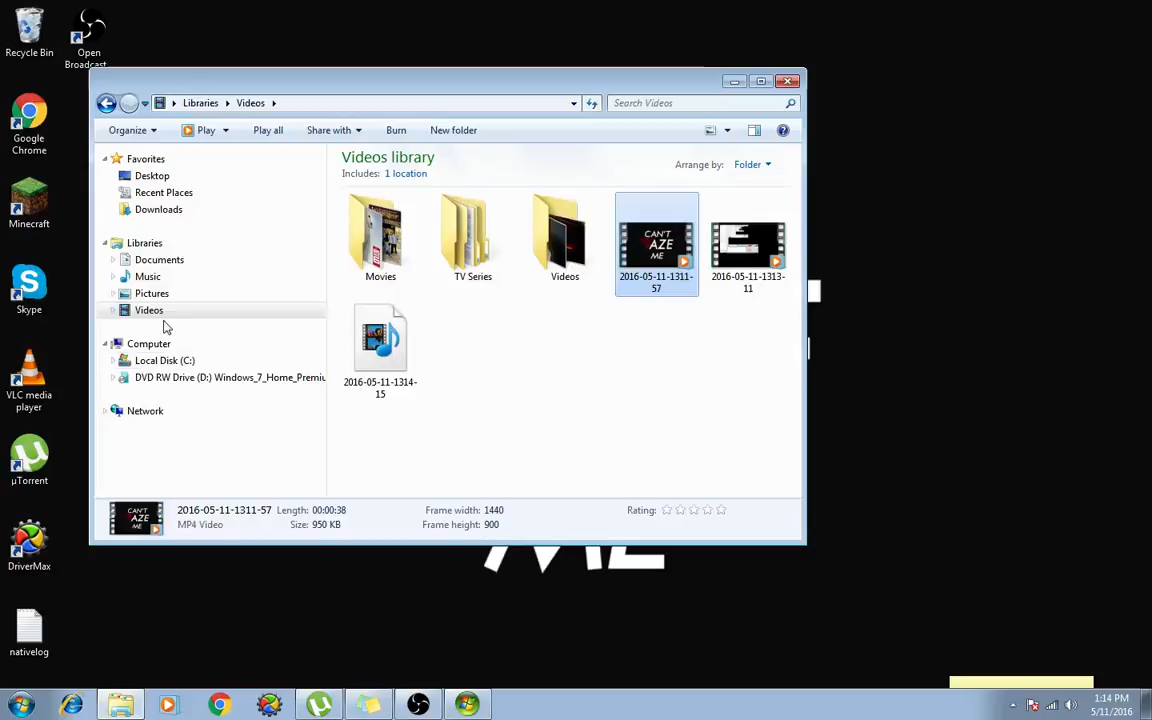 Recycle Bin
Open
Broadcast...
Google
Chrome
Minecraft
Skype
VLC media
player
µTorrent
DriverMax
nativelog
Libraries
Videos
Search Videos
Organize
Play
Play all
Share with
Burn
New folder
Favorites
Desktop
Recent Places
Downloads
Libraries
Documents
Music
Pictures
Videos
Computer
Local Disk (C:)
DVD RW Drive (D:) Windows_7_Home_Premiu
Network
Videos library
Includes: 1 location
Arrange by: Folder
Movies
TV Series
Videos
CAN'T
AZE
ME
2016-05-11-1311-
57
2016-05-11-1313-
11
2016-05-11-1314-
15
CAN'T
AZE
ME
2016-05-11-1311-57 Length: 00:00:38 Frame width: 1440 Rating:
MP4 Video Size: 950 KB Frame height: 900
1:14 PM
5/11/2016